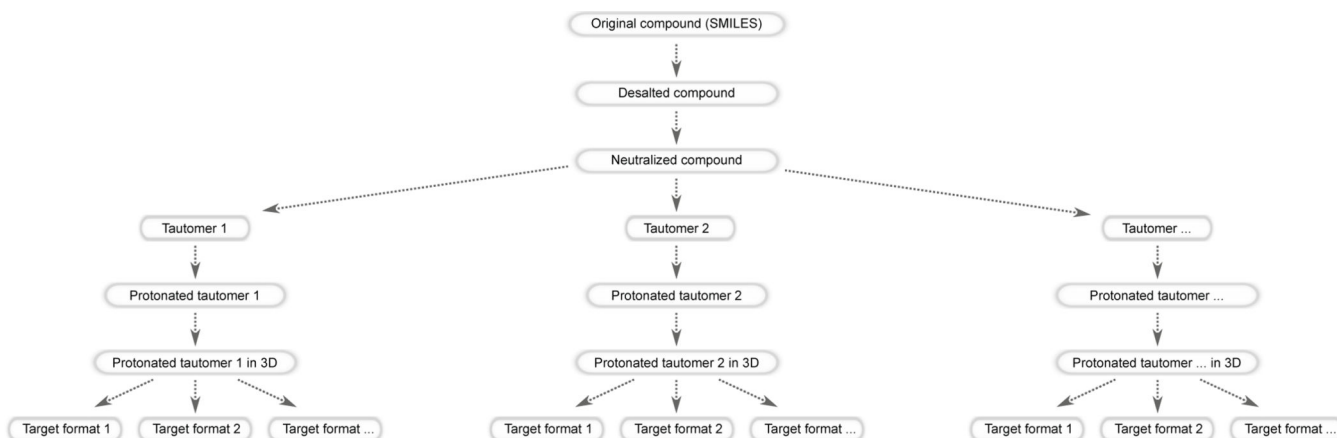 Original compound (SMILES)
Desalted compound
Neutralized compound
Tautomer 1
Tautomer 2
Tautomer ...
Protonated tautomer 1
Protonated tautomer 2
Protonated tautomer ...
Protonated tautomer 1 in 3D
Protonated tautomer 2 in 3D
Protonated tautomer ... in 3D
Target format 1
Target format 2
Target format ...
Target format 1
Target format 2
Target format ...
Target format 1
Target format 2
Target format ...